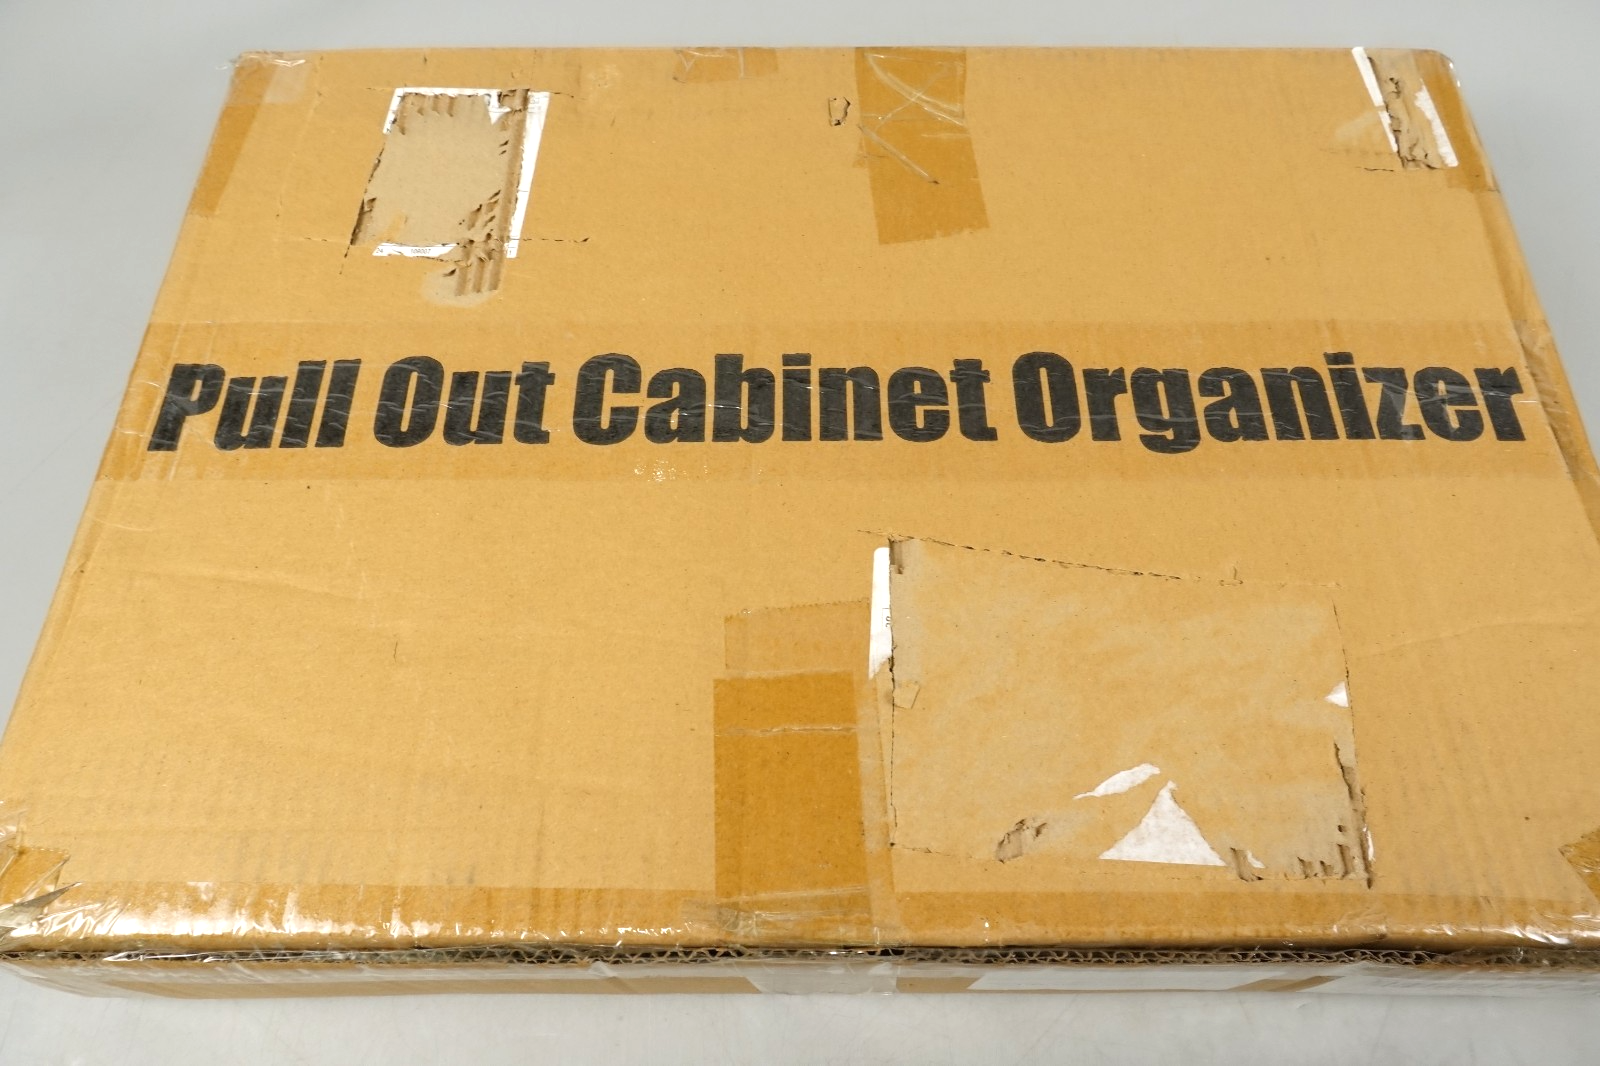 Pull Out Cabinet Organizer